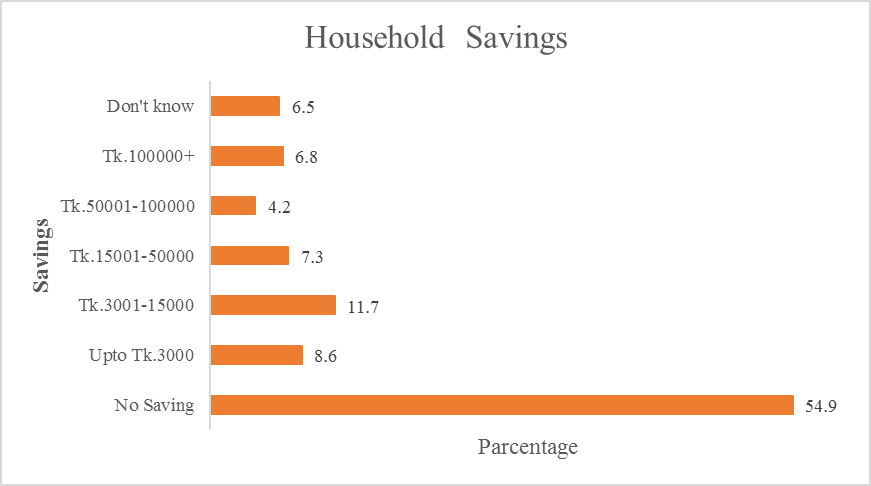 Household Savings
Don't know 6.5
Tk.100000+ 6.8
Tk.50001-100000 4.2
Tk.15001-50000 7.3
Tk.3001-15000 11.7
Upto Tk.3000 8.6
No Saving 54.9
Savings
Parcentage